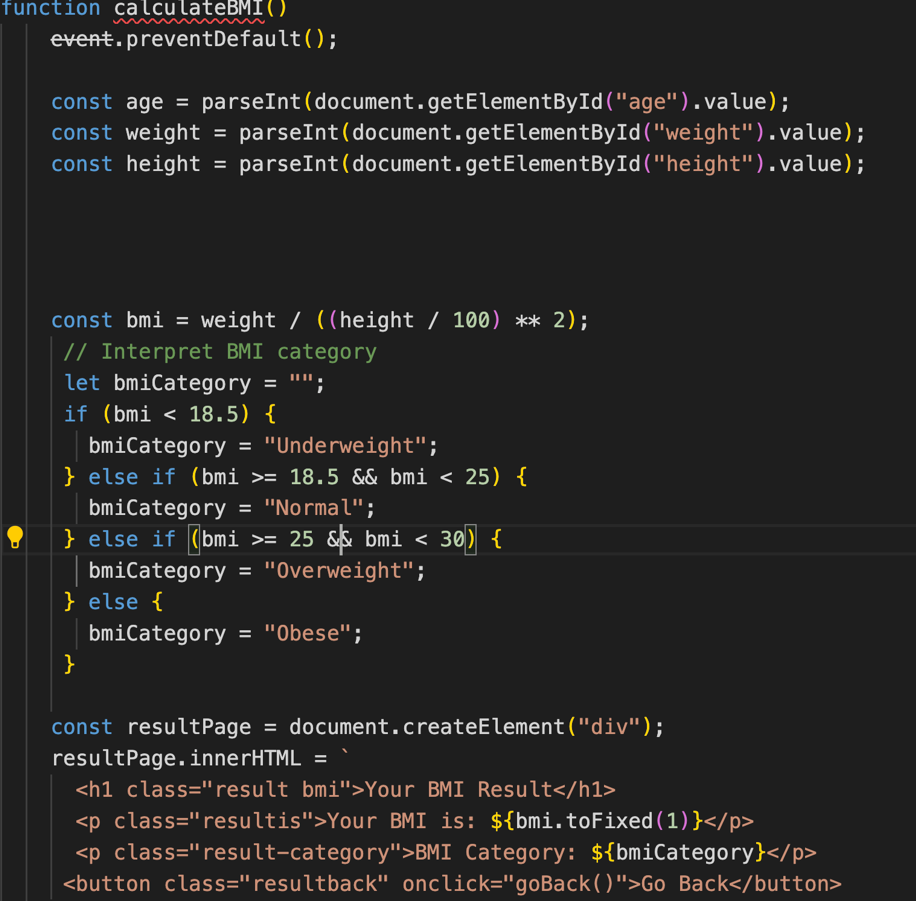 function calculateBMI()
event.preventDefault();
const age = parseInt(document.getElementById("age").value);
const weight = parseInt(document.getElementById("weight").value);
const height = parseInt(document.getElementById("height").value);
const bmi = weight / ((height / 100) ** 2);
// Interpret BMI category
let bmiCategory = "";
if (bmi < 18.5) {
bmiCategory = "Underweight";
} else if (bmi >= 18.5 && bmi < 25) {
bmiCategory = "Normal";
} else if (bmi >= 25 && bmi < 30) {
bmiCategory = "Overweight";
} else {
bmiCategory = "Obese";
}
const resultPage = document.createElement("div");
resultPage.innerHTML = `
<h1 class="result bmi">Your BMI Result</h1>
<p class="resultis">Your BMI is: ${bmi.toFixed(1)}</p>
<p class="result-category">BMI Category: ${bmiCategory}</p>
<button class="resultback" onclick="goBack()">Go Back</button>